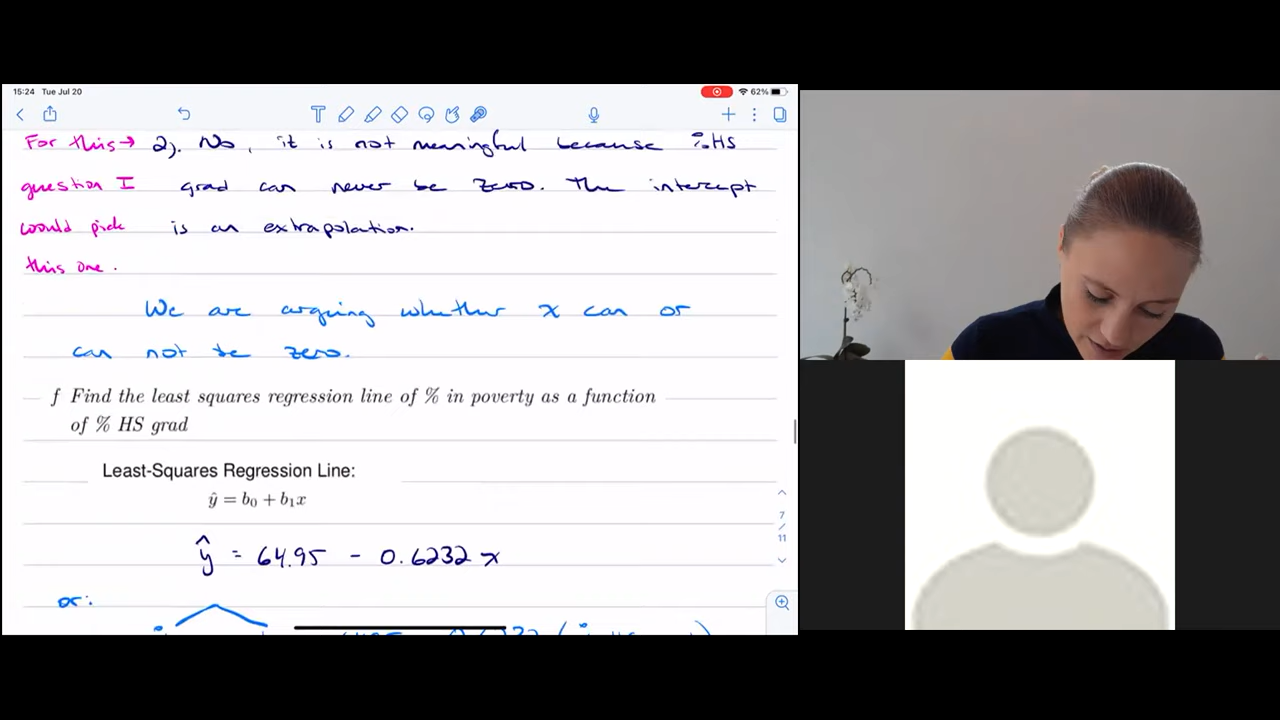 15:24 Tue Jul 20
62%
For this → 2). No, it is not meaningful because % HS
question I grad can never be zero. The intercept
would pick is an extrapolation.
this one.
We are arguing whether x can or
can not be zero.
f Find the least squares regression line of % in poverty as a function
of % HS grad
Least-Squares Regression Line:
ŷ = b₀ + b₁x
ŷ = 64.95 - 0.6232 x
or:
7
/
11